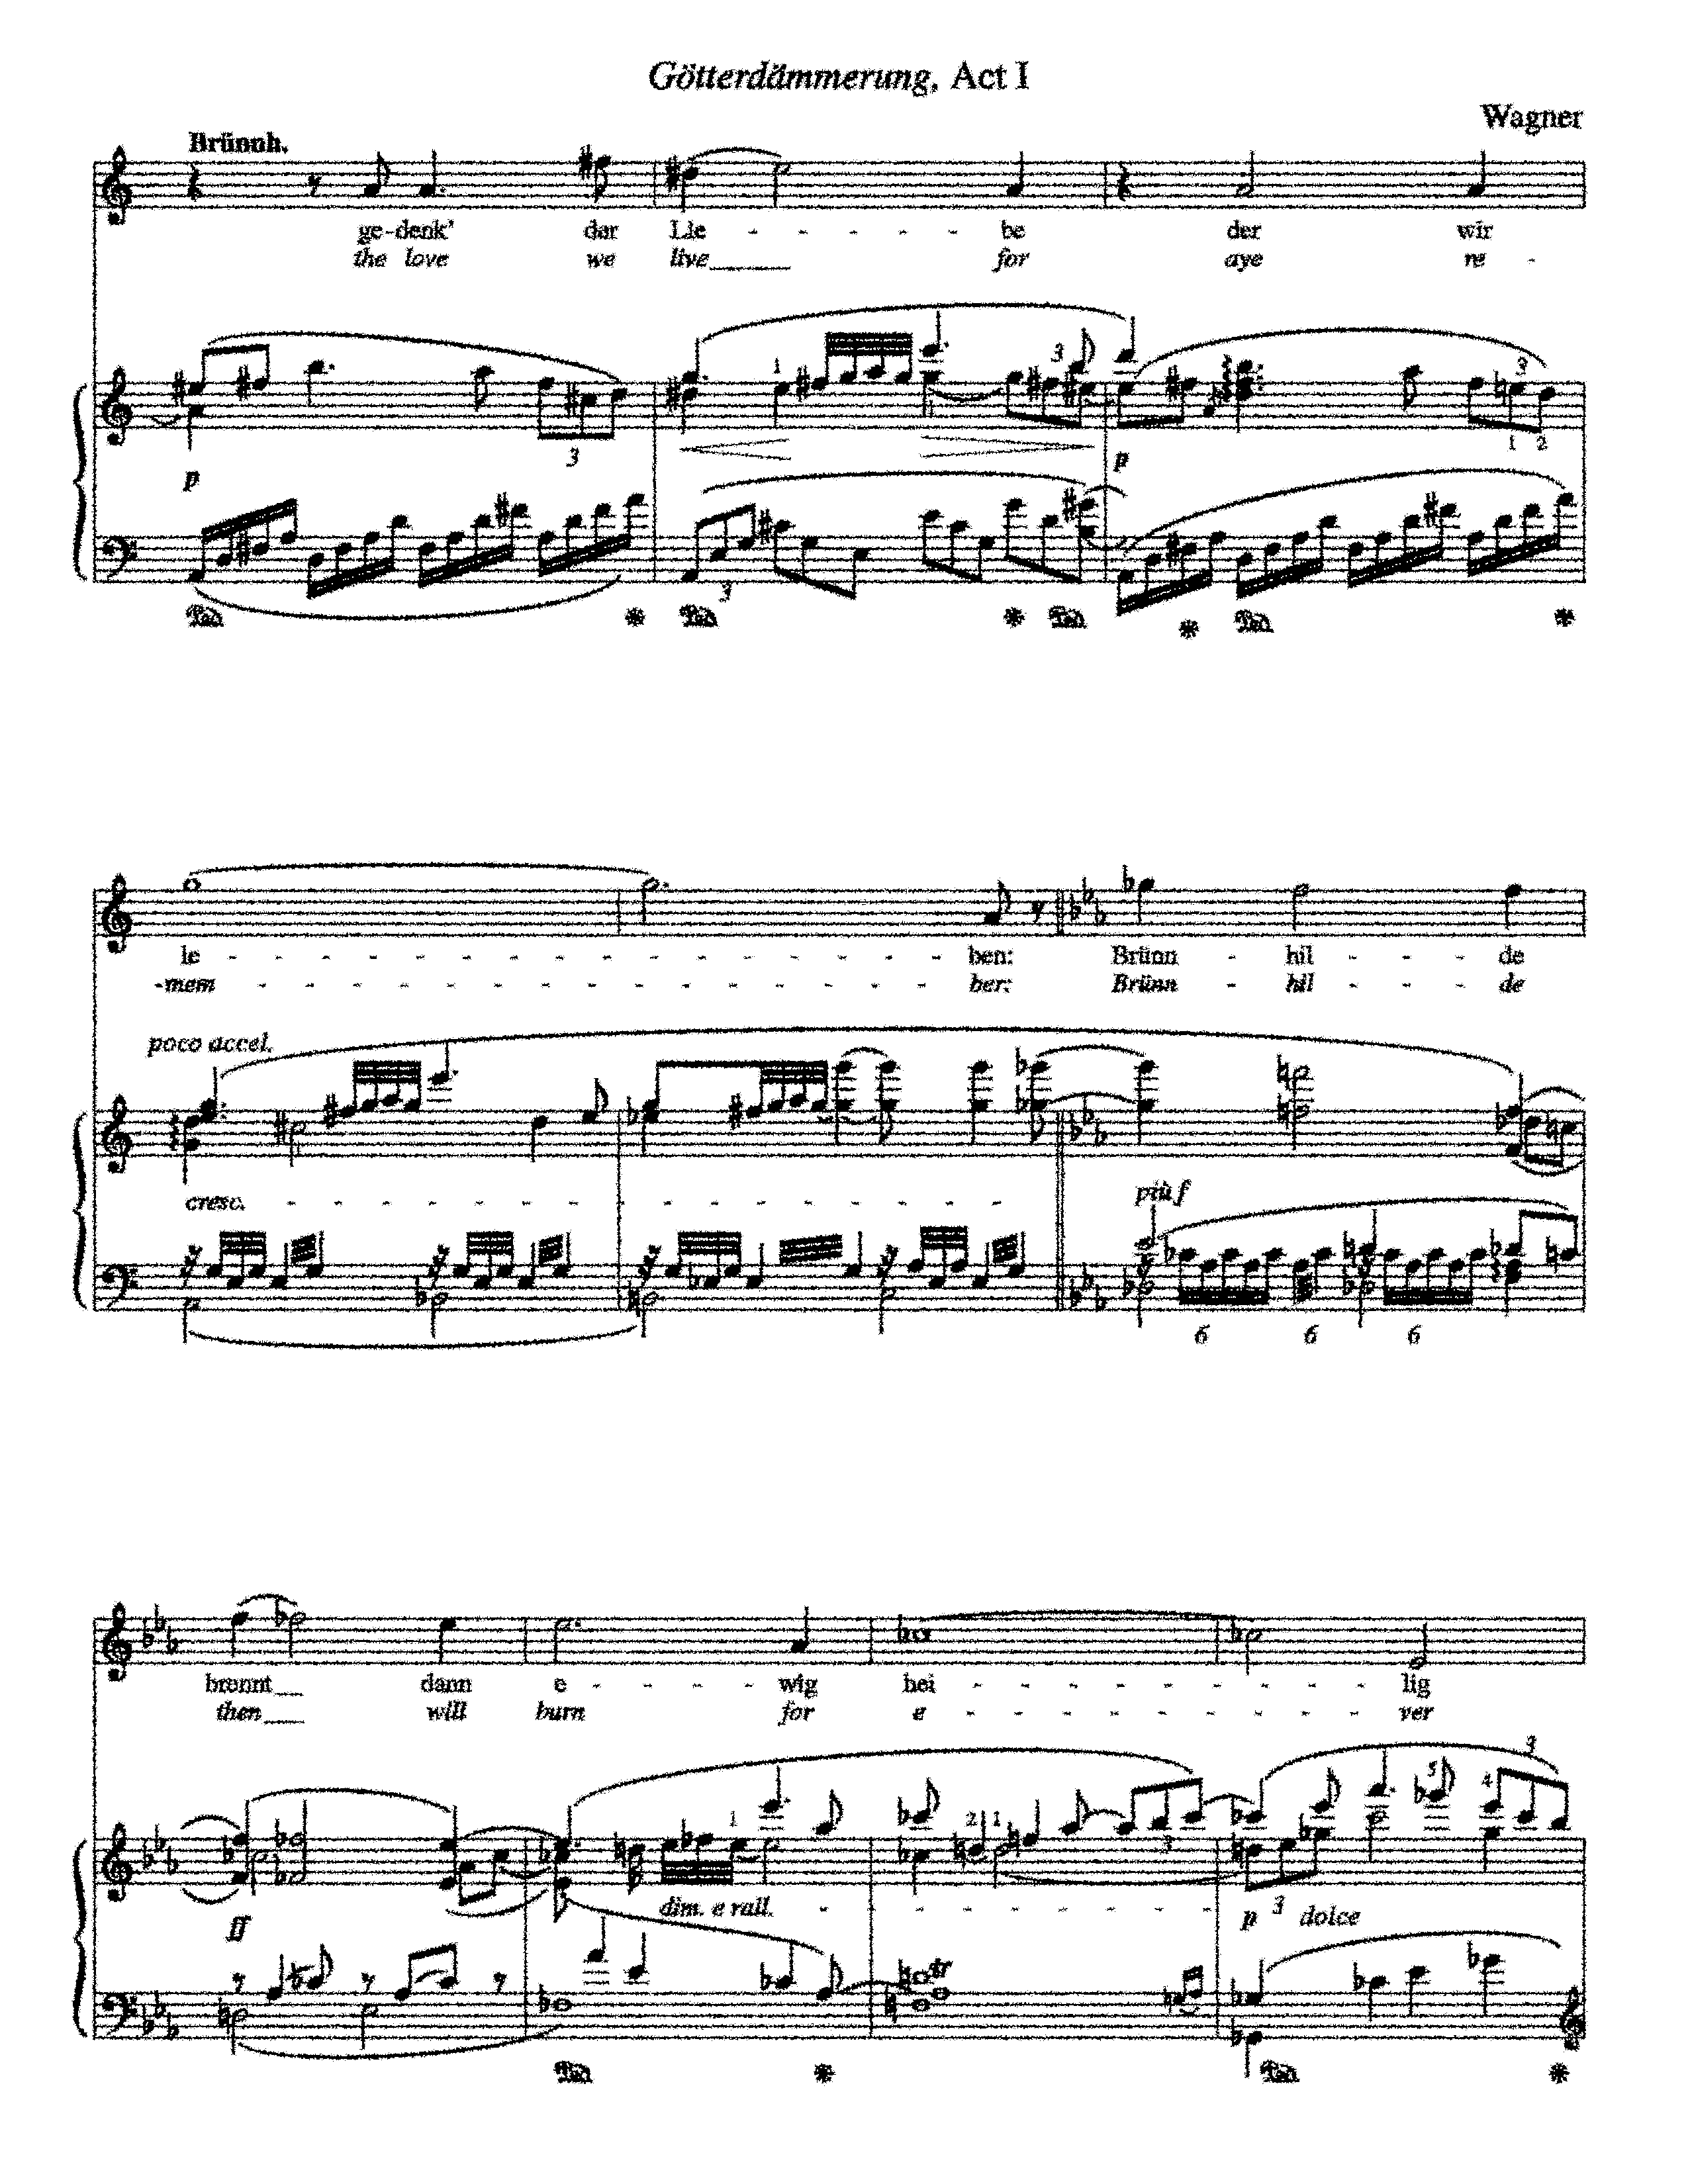 Götterdämmerung, Act I
Wagner
Brünnh.
ge-denk' der Lie - - - - - be der wir
the love we live_____ for aye re -
1 3 3
3 1 1 2
p p
3
le - - - - - - - - - - - - - - - - ben: Brünn - hil - - - de
-mem - - - - - - - - - - - - - - - ber: Brünn - hil - - - de
poco accel.
cresc. - - - - - - - - - - - - - - - - più f
6 6 6
brennt__ dann e - - - - wig hei - - - - - - - - - - lig
then___ will burn for e - - - - - - - - - ver
3
1 2 1 5 4
3
dim. e rall. - - - - - - - - -
ff p 3 dolce
tr